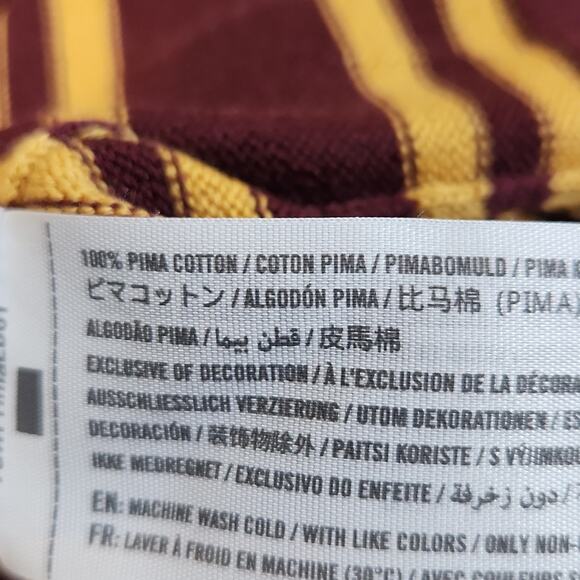 100% PIMA COTTON / COTON PIMA / PIMABOMULD / PIMA
ピマコットン / ALGODÓN PIMA / 比马棉 (PIMA)
ALGODÃO PIMA / قطن بيما / 皮馬棉
EXCLUSIVE OF DECORATION / À L'EXCLUSION DE LA DÉCORA
AUSSCHLIESSLICH VERZIERUNG / UTOM DEKORATIONEN / ES
DECORACIÓN / 装饰物除外 / PAITSI KORISTE / S VÝJIMKOU
IKKE MEDREGNET / EXCLUSIVO DO ENFEITE / دون زخرفة /
EN: MACHINE WASH COLD / WITH LIKE COLORS / ONLY NON-
FR: LAVER À FROID EN MACHINE (30°C) / AVEC COULEURS S